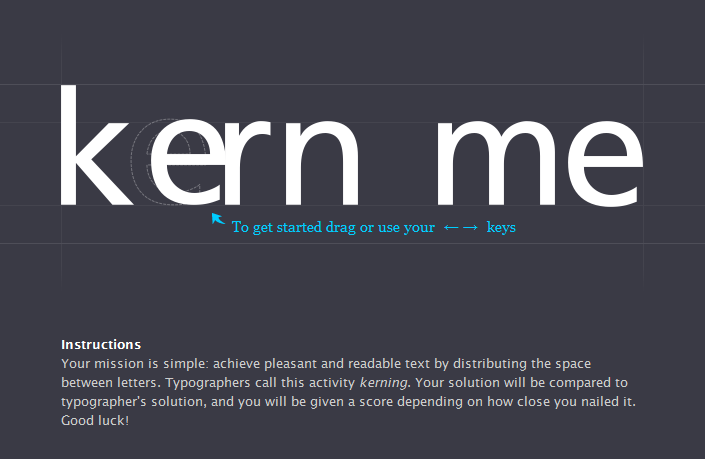 kern me
To get started drag or use your ←→ keys
Instructions
Your mission is simple: achieve pleasant and readable text by distributing the space
between letters. Typographers call this activity kerning. Your solution will be compared to
typographer's solution, and you will be given a score depending on how close you nailed it.
Good luck!